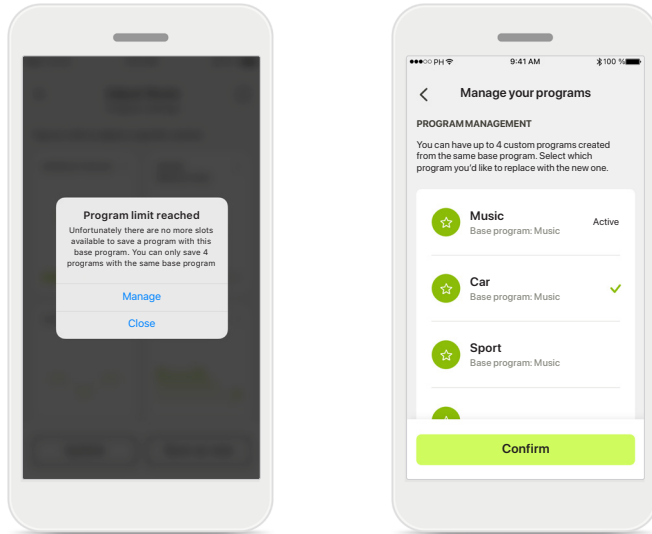 Program limit reached
Unfortunately there are no more slots
available to save a program with this
base program. You can only save 4
programs with the same base program
Manage
Close
PH 9:41 AM 100 %
Manage your programs
PROGRAM MANAGEMENT
You can have up to 4 custom programs created
from the same base program. Select which
program you'd like to replace with the new one.
Music
Base program: Music
Active
Car
Base program: Music
Sport
Base program: Music
Confirm